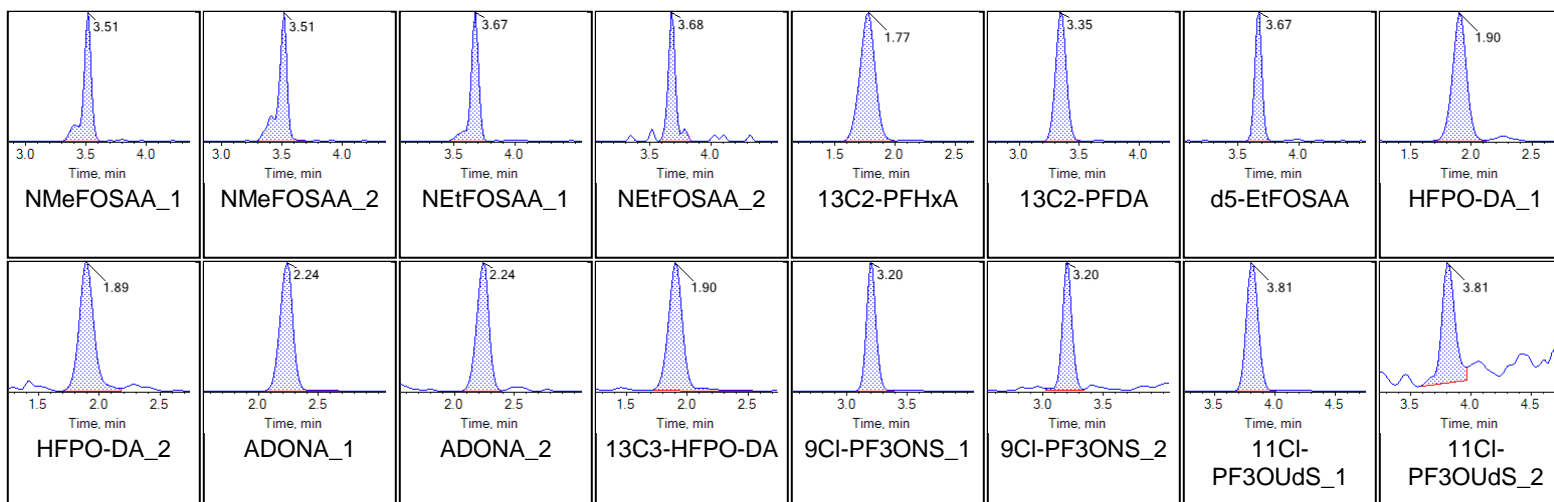 3.51
3.0 3.5 4.0
Time, min
NMeFOSAA_1
3.51
3.0 3.5 4.0
Time, min
NMeFOSAA_2
3.67
3.5 4.0
Time, min
NEtFOSAA_1
3.68
3.5 4.0
Time, min
NEtFOSAA_2
1.77
1.5 2.0 2.5
Time, min
13C2-PFHxA
3.35
3.0 3.5 4.0
Time, min
13C2-PFDA
3.67
3.5 4.0
Time, min
d5-EtFOSAA
1.90
1.5 2.0 2.5
Time, min
HFPO-DA_1
1.89
1.5 2.0 2.5
Time, min
HFPO-DA_2
2.24
2.0 2.5
Time, min
ADONA_1
2.24
2.0 2.5
Time, min
ADONA_2
1.90
1.5 2.0 2.5
Time, min
13C3-HFPO-DA
3.20
3.0 3.5
Time, min
9Cl-PF3ONS_1
3.20
3.0 3.5
Time, min
9Cl-PF3ONS_2
3.81
3.5 4.0 4.5
Time, min
11Cl-
PF3OUdS_1
3.81
3.5 4.0 4.5
Time, min
11Cl-
PF3OUdS_2